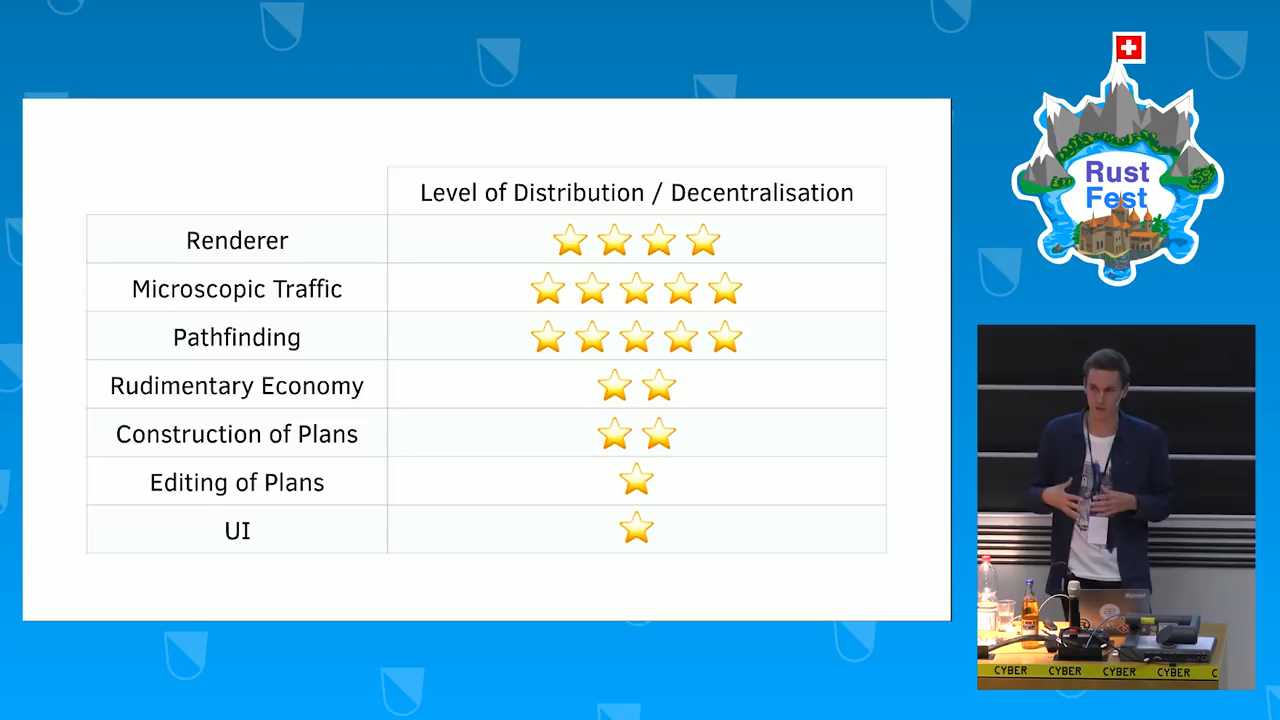 Level of Distribution / Decentralisation
Renderer ⭐⭐⭐⭐
Microscopic Traffic ⭐⭐⭐⭐⭐
Pathfinding ⭐⭐⭐⭐⭐
Rudimentary Economy ⭐⭐
Construction of Plans ⭐⭐
Editing of Plans ⭐
UI ⭐
Rust
Fest
CYBER CYBER CYBER CYBER C